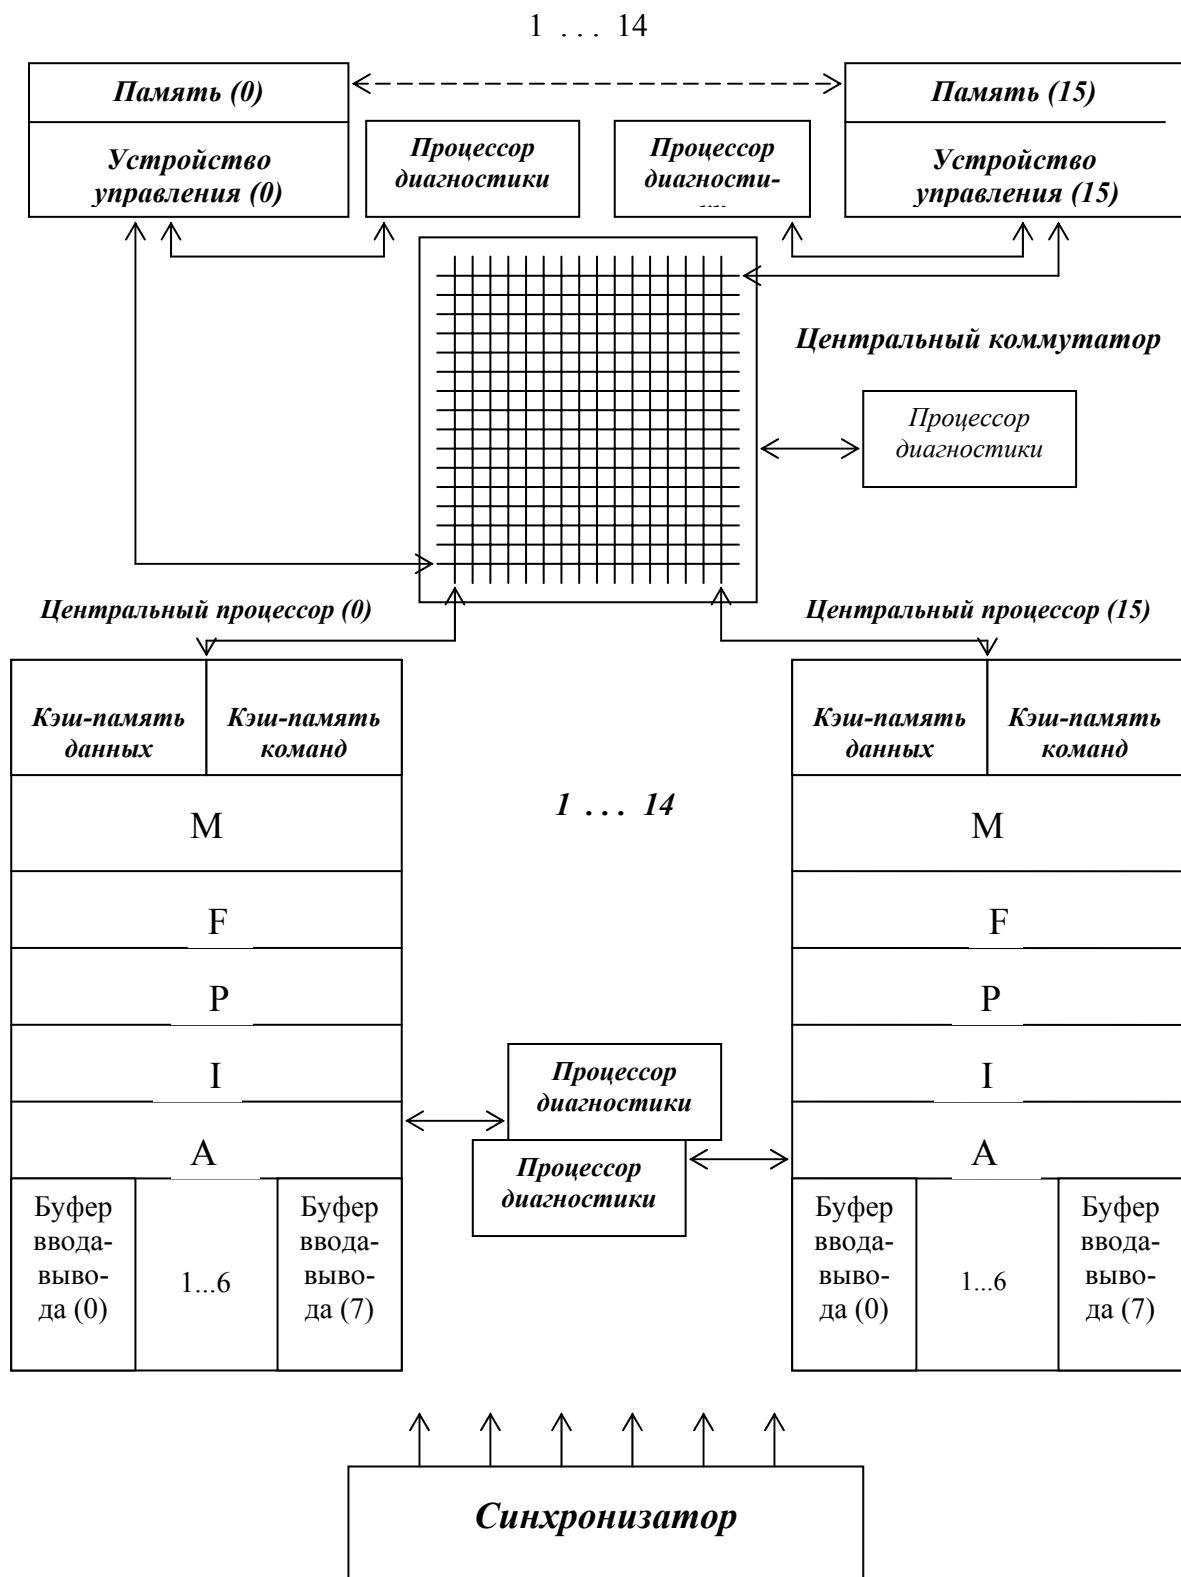 1 . . . 14
Память (0)
Память (15)
Устройство
управления (0)
Процессор
диагностики
Процессор
диагности-
Устройство
управления (15)
Центральный коммутатор
Процессор
диагностики
Центральный процессор (0)
Центральный процессор (15)
Кэш-память
данных
Кэш-память
команд
Кэш-память
данных
Кэш-память
команд
1 . . . 14
M
M
F
F
P
P
I
I
Процессор
диагностики
A
A
Процессор
диагностики
Буфер
ввода-
выво-
да (0)
1...6
Буфер
ввода-
выво-
да (7)
Буфер
ввода-
выво-
да (0)
1...6
Буфер
ввода-
выво-
да (7)
Синхронизатор